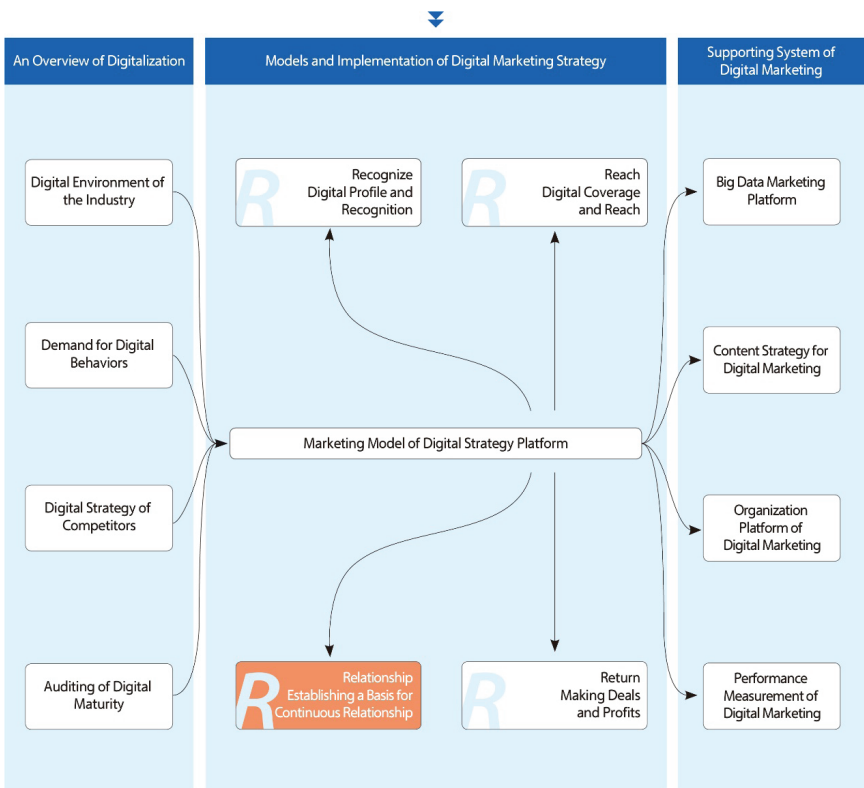 An Overview of Digitalization
Models and Implementation of Digital Marketing Strategy
Supporting System of
Digital Marketing
Digital Environment of
the Industry
Demand for Digital
Behaviors
Digital Strategy of
Competitors
Auditing of Digital
Maturity
R
Recognize
Digital Profile and
Recognition
R
Reach
Digital Coverage
and Reach
Marketing Model of Digital Strategy Platform
R
Relationship
Establishing a Basis for
Continuous Relationship
R
Return
Making Deals
and Profits
Big Data Marketing
Platform
Content Strategy for
Digital Marketing
Organization
Platform of
Digital Marketing
Performance
Measurement of
Digital Marketing